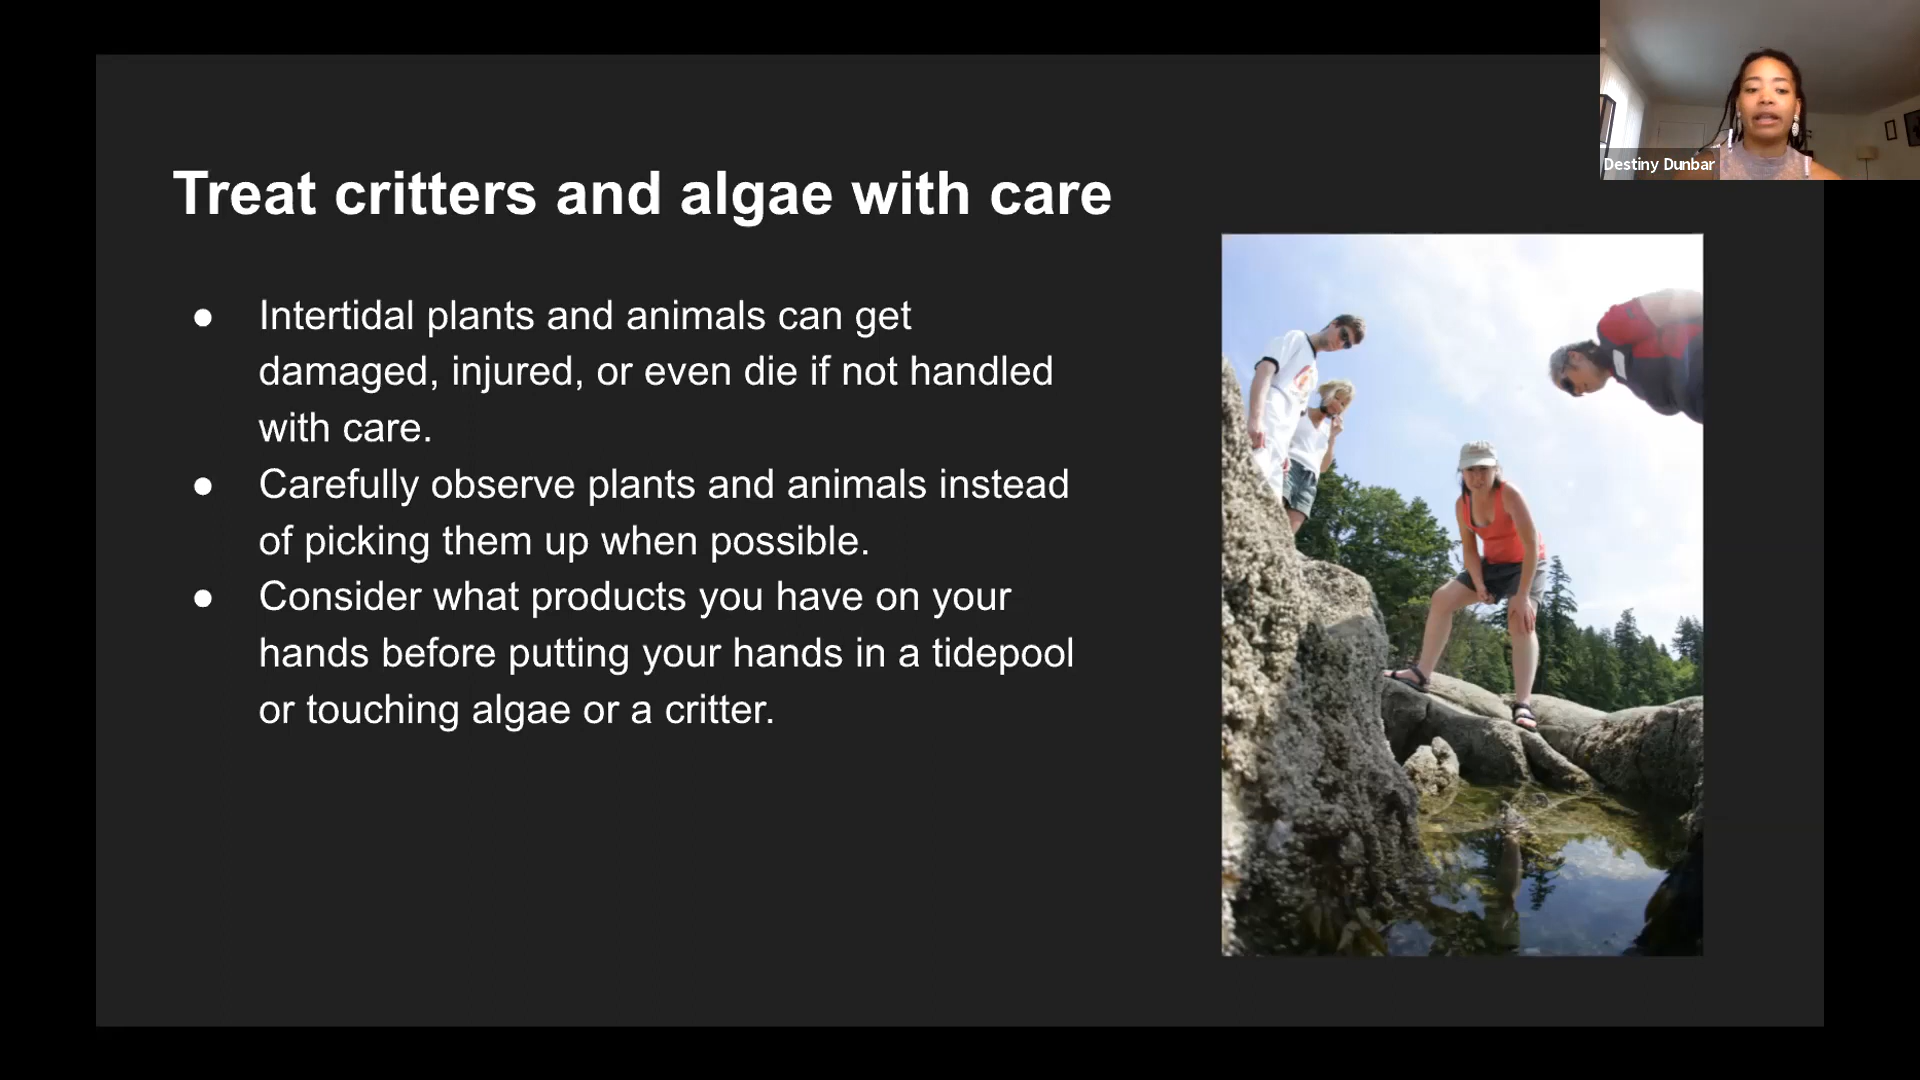 Destiny Dunbar
Treat critters and algae with care
● Intertidal plants and animals can get
damaged, injured, or even die if not handled
with care.
● Carefully observe plants and animals instead
of picking them up when possible.
● Consider what products you have on your
hands before putting your hands in a tidepool
or touching algae or a critter.